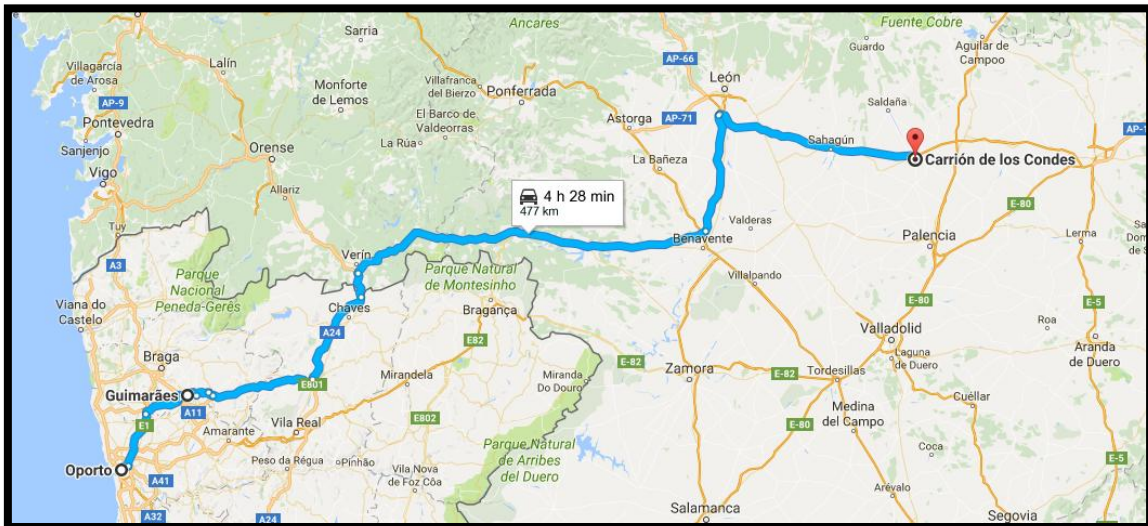 Ancares
Fuente Cobre
Sarria
Guardo
Aguilar de
Campoo
Villagarcía
de Arosa
Lalín
AP-66
León
AP-9
Monforte
de Lemos
Villafranca
del Bierzo
Ponferrada
Saldaña
Pontevedra
El Barco de
Valdeorras
Astorga
AP-71
AP-1
Sanjenjo
Orense
La Rúa
Sahagún
Carrión de los Condes
Vigo
La Bañeza
Allariz
4 h 28 min
477 km
E-80
Tuy
Valderas
Benavente
Palencia
Lerma
A3
Verín
Parque
Nacional
Peneda-Gerês
Parque Natural
de Montesinho
Villalpando
Viana do
Castelo
Chaves
Bragança
E-80
E-5
A24
E82
Valladolid
Roa
Braga
Miranda
Do Douro
E-82
Laguna
de Duero
Aranda
de Duero
E801
Mirandela
Zamora
E-82
Tordesillas
Guimarães
A11
Cuéllar
E1
Amarante
Vila Real
E802
Medina
del Campo
E-80
Parque Natural
de Arribes
del Duero
Coca
Oporto
A41
Peso da Régua
Pinhão
Vila Nova
de Foz Côa
E-5
Arévalo
A32
A24
Salamanca
Segovia